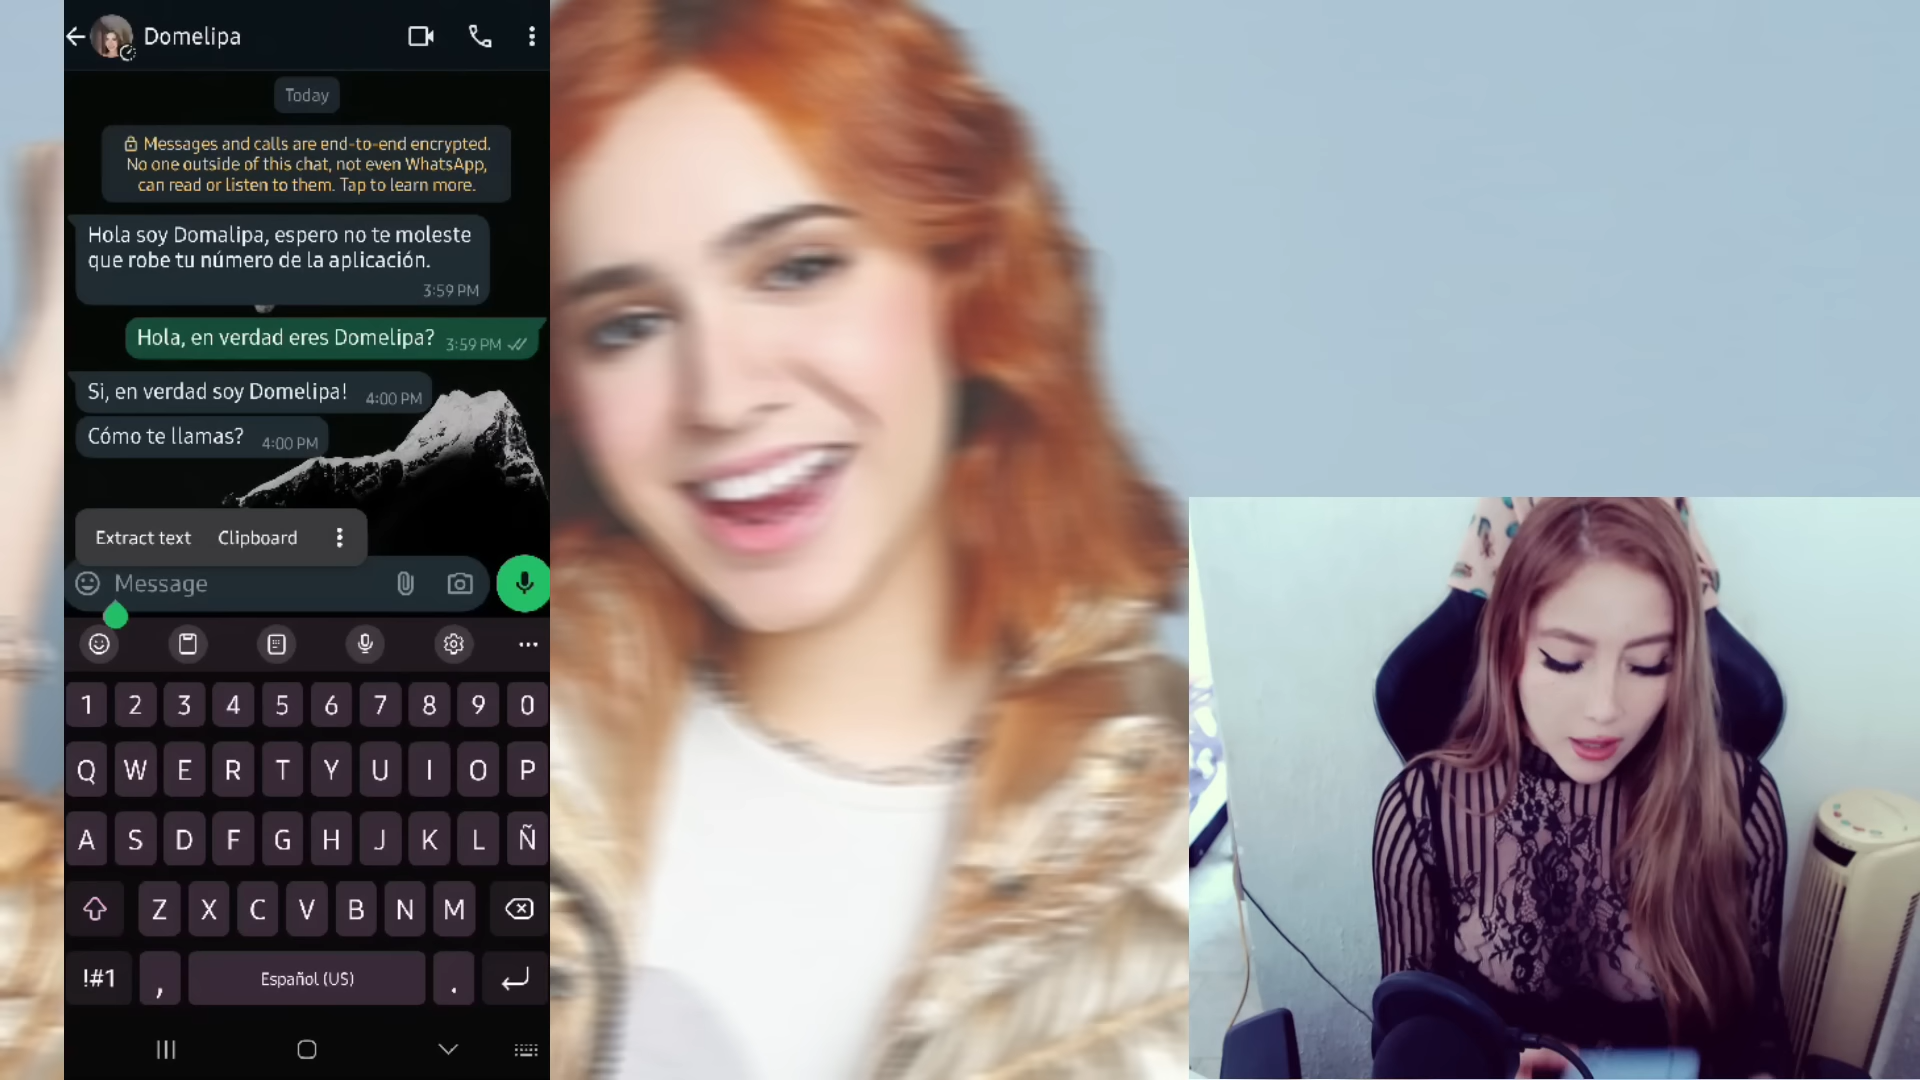 Domelipa
Today
Messages and calls are end-to-end encrypted.
No one outside of this chat, not even WhatsApp,
can read or listen to them. Tap to learn more.
Hola soy Domalipa, espero no te moleste
que robe tu número de la aplicación.
3:59 PM
Hola, en verdad eres Domelipa? 3:59 PM
Si, en verdad soy Domelipa! 4:00 PM
Cómo te llamas? 4:00 PM
Extract text Clipboard
Message
1 2 3 4 5 6 7 8 9 0
Q W E R T Y U I O P
A S D F G H J K L Ñ
Z X C V B N M
!#1 , Español (US) .